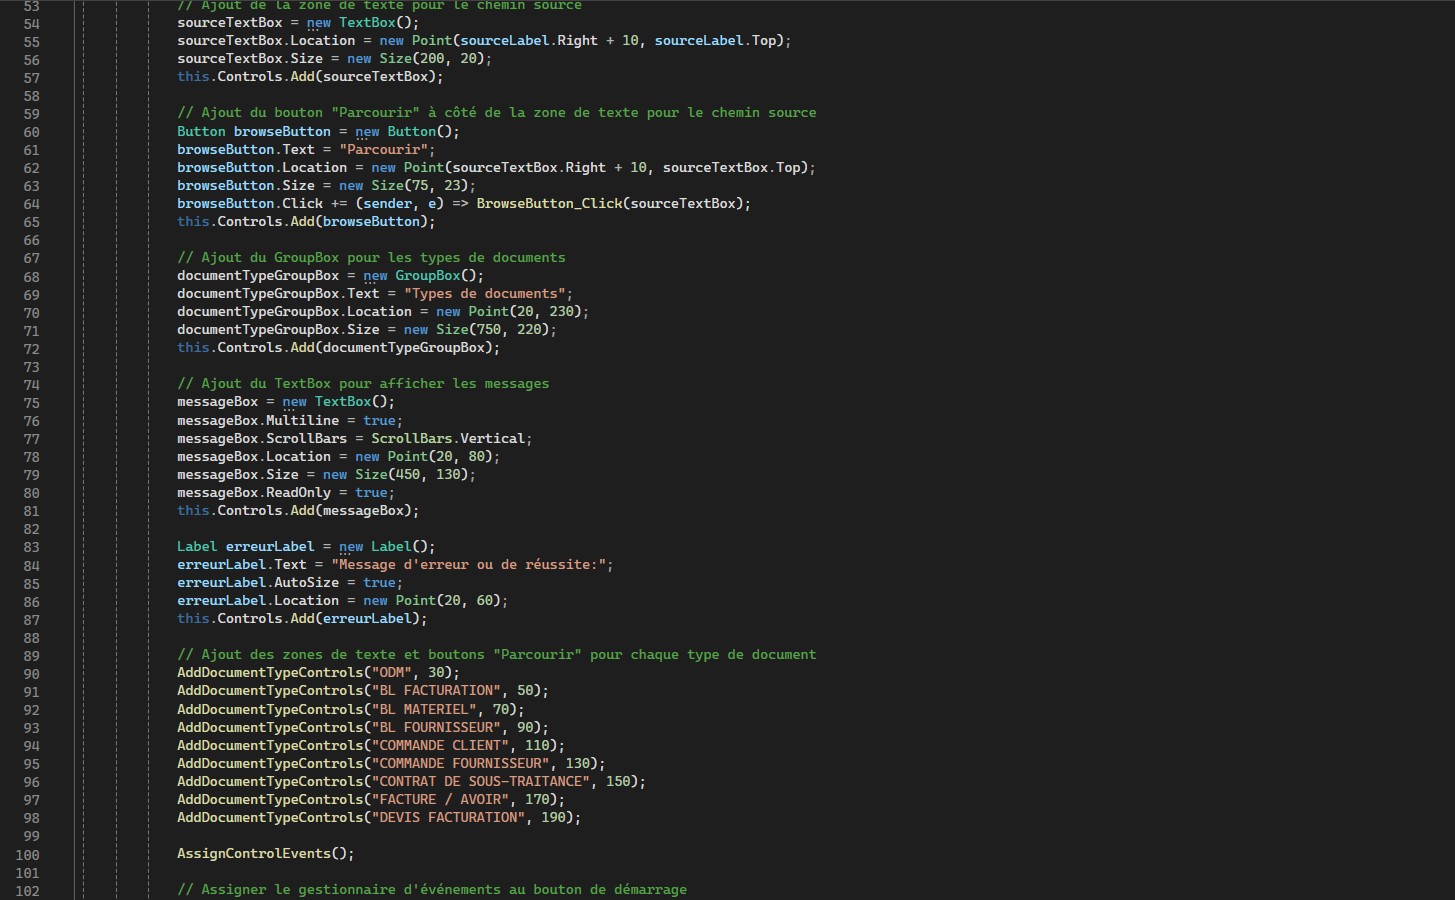 53 // Ajout de la zone de texte pour le chemin source
54 sourceTextBox = new TextBox();
55 sourceTextBox.Location = new Point(sourceLabel.Right + 10, sourceLabel.Top);
56 sourceTextBox.Size = new Size(200, 20);
57 this.Controls.Add(sourceTextBox);
58
59 // Ajout du bouton "Parcourir" à côté de la zone de texte pour le chemin source
60 Button browseButton = new Button();
61 browseButton.Text = "Parcourir";
62 browseButton.Location = new Point(sourceTextBox.Right + 10, sourceTextBox.Top);
63 browseButton.Size = new Size(75, 23);
64 browseButton.Click += (sender, e) => BrowseButton_Click(sourceTextBox);
65 this.Controls.Add(browseButton);
66
67 // Ajout du GroupBox pour les types de documents
68 documentTypeGroupBox = new GroupBox();
69 documentTypeGroupBox.Text = "Types de documents";
70 documentTypeGroupBox.Location = new Point(20, 230);
71 documentTypeGroupBox.Size = new Size(750, 220);
72 this.Controls.Add(documentTypeGroupBox);
73
74 // Ajout du TextBox pour afficher les messages
75 messageBox = new TextBox();
76 messageBox.Multiline = true;
77 messageBox.ScrollBars = ScrollBars.Vertical;
78 messageBox.Location = new Point(20, 80);
79 messageBox.Size = new Size(450, 130);
80 messageBox.ReadOnly = true;
81 this.Controls.Add(messageBox);
82
83 Label erreurLabel = new Label();
84 erreurLabel.Text = "Message d'erreur ou de réussite:";
85 erreurLabel.AutoSize = true;
86 erreurLabel.Location = new Point(20, 60);
87 this.Controls.Add(erreurLabel);
88
89 // Ajout des zones de texte et boutons "Parcourir" pour chaque type de document
90 AddDocumentTypeControls("ODM", 30);
91 AddDocumentTypeControls("BL FACTURATION", 50);
92 AddDocumentTypeControls("BL MATERIEL", 70);
93 AddDocumentTypeControls("BL FOURNISSEUR", 90);
94 AddDocumentTypeControls("COMMANDE CLIENT", 110);
95 AddDocumentTypeControls("COMMANDE FOURNISSEUR", 130);
96 AddDocumentTypeControls("CONTRAT DE SOUS-TRAITANCE", 150);
97 AddDocumentTypeControls("FACTURE / AVOIR", 170);
98 AddDocumentTypeControls("DEVIS FACTURATION", 190);
99
100 AssignControlEvents();
101
102 // Assigner le gestionnaire d'événements au bouton de démarrage